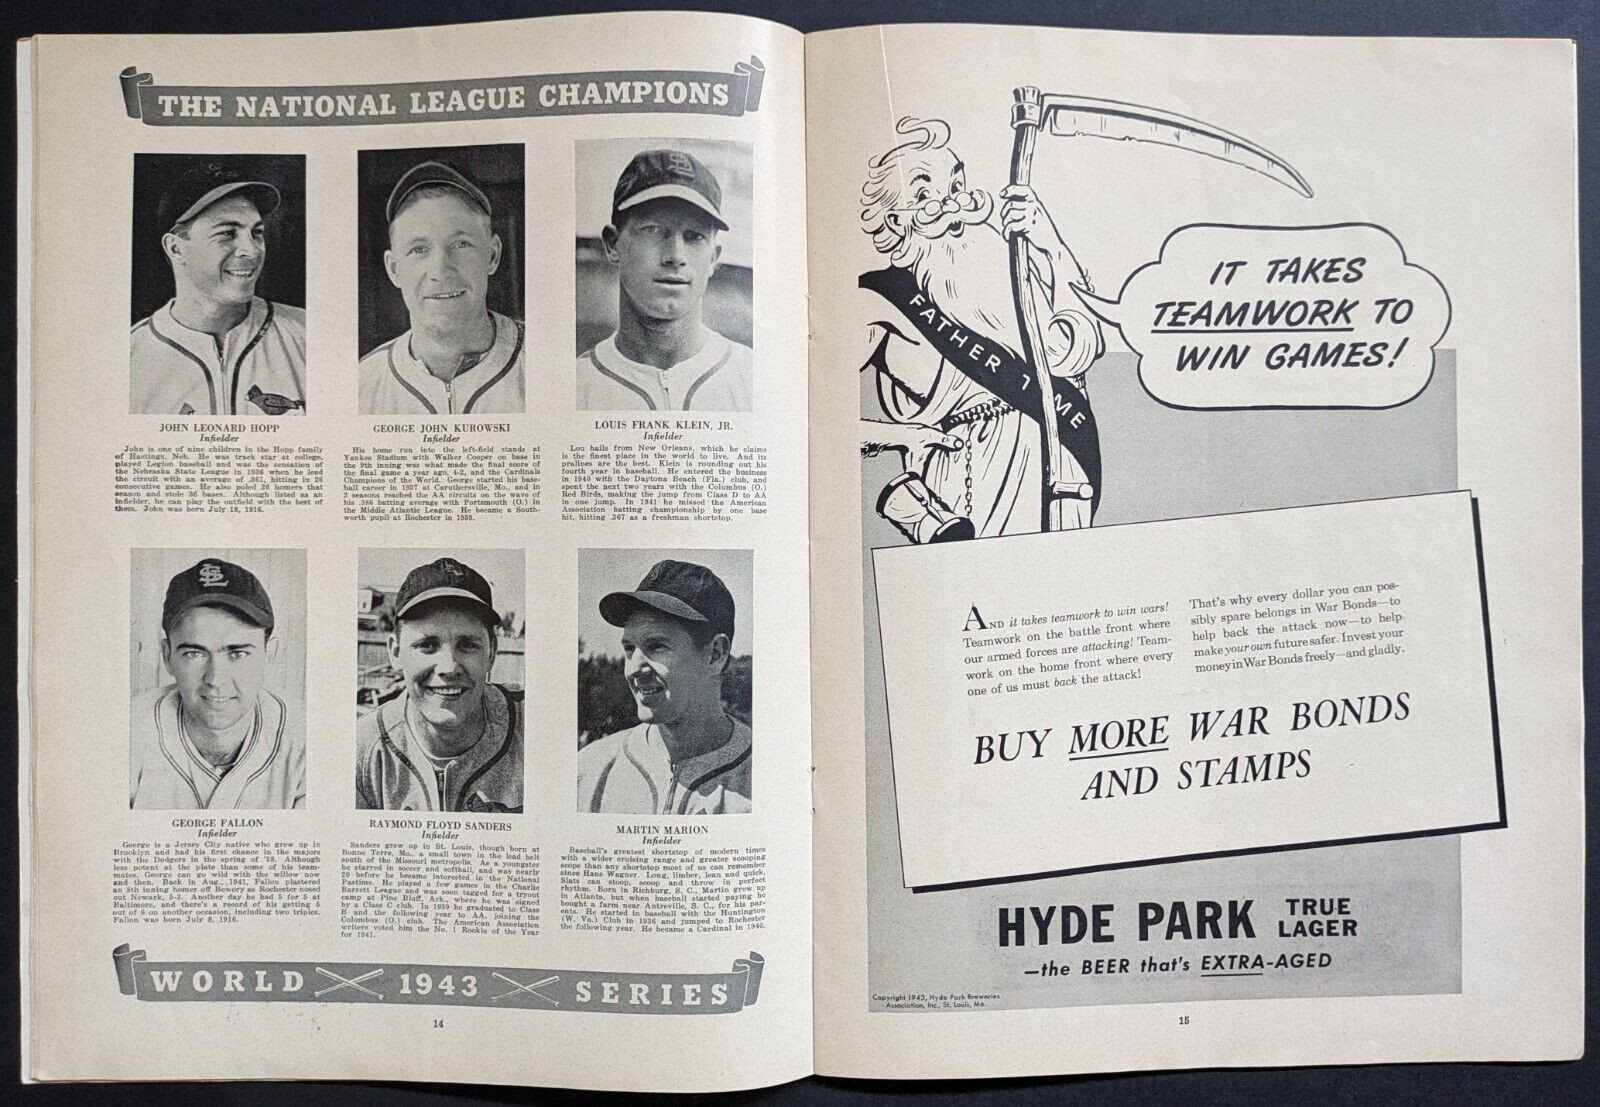 THE NATIONAL LEAGUE CHAMPIONS
JOHN LEONARD HOPP
Infielder
John is one of nine children in the Hopp family
of Hastings, Neb. He was track star at college,
played Legion baseball and was the sensation of
the Nebraska State League in 1936 when he lead
the circuit with an average of .361, hitting in 26
consecutive games. He also poled 26 homers that
season and stole 36 bases. Although listed as an
infielder, he can play the outfield with the best of
them. John was born July 18, 1916.
GEORGE JOHN KUROWSKI
Infielder
His home run into the left-field stands at
Yankee Stadium with Walker Cooper on base in
the 9th inning was what made the final score of
the final game a year ago, 4-2, and the Cardinals
Champions of the World. George started his base-
ball career in 1937 at Caruthersville, Mo., and in
2 seasons reached the AA circuits on the wave of
his .386 batting average with Portsmouth (O.) in
the Middle Atlantic League. He became a South-
worth pupil at Rochester in 1939.
LOUIS FRANK KLEIN, JR.
Infielder
Lou hails from New Orleans, which he claims
is the finest place in the world to live. And its
pralines are the best. Klein is rounding out his
fourth year in baseball. He entered the business
in 1940 with the Daytona Beach (Fla.) club, and
spent the next two years with the Columbus (O.)
Red Birds, making the jump from Class D to AA
in one jump. In 1941 he missed the American
Association batting championship by one base
hit, hitting .367 as a freshman shortstop.
SL
GEORGE FALLON
Infielder
George is a Jersey City native who grew up in
Brooklyn and had his first chance in the majors
with the Dodgers in the spring of '38. Although
less potent at the plate than some of his team-
mates, George can go wild with the willow now
and then. Back in Aug., 1941, Fallon plastered
an 8th inning homer off Bowory as Rochester nosed
out Newark, 5-3. Another day he had 5 for 5 at
Baltimore, and there's a record of his getting 5
out of 6 on another occasion, including two triples.
Fallon was born July 8, 1916.
RAYMOND FLOYD SANDERS
Infielder
Sanders grew up in St. Louis, though born at
Bonne Terre, Mo., a small town in the lead belt
south of the Missouri metropolis. As a youngster
he starred in soccer and softball, and was nearly
20 before he became interested in the National
Pastime. He played a few games in the Charlie
Barrett League and was soon tagged for a tryout
camp at Pine Bluff, Ark., where he was signed
by a Class C club. In 1939 he graduated to Class
B and the following year to AA, joining the
Columbus (O.) club. The American Association
writers voted him the No. 1 Rookie of the Year
for 1941.
MARTIN MARION
Infielder
Baseball's greatest shortstop of modern times
with a wider cruising range and greater scooping
scope than any shortstop most of us can remember
since Hans Wagner. Long, limber, lean and quick,
Slats can stoop, scoop and throw in perfect
rhythm. Born in Richburg, S. C., Martin grew up
in Atlanta, but when baseball started paying he
bought a farm near Antreville, S. C., for his par-
ents. He started in baseball with the Huntington
(W. Va.) Club in 1936 and jumped to Rochester
the following year. He became a Cardinal in 1940.
WORLD 1943 SERIES
14
FATHER TIME
IT TAKES
TEAMWORK TO
WIN GAMES!
AND it takes teamwork to win wars!
Teamwork on the battle front where
our armed forces are attacking! Team-
work on the home front where every
one of us must back the attack!
That's why every dollar you can pos-
sibly spare belongs in War Bonds—to
help back the attack now—to help
make your own future safer. Invest your
money in War Bonds freely—and gladly.
BUY MORE WAR BONDS
AND STAMPS
HYDE PARK TRUE
LAGER
—the BEER that's EXTRA-AGED
Copyright 1943, Hyde Park Breweries
Association, Inc., St. Louis, Mo.
15